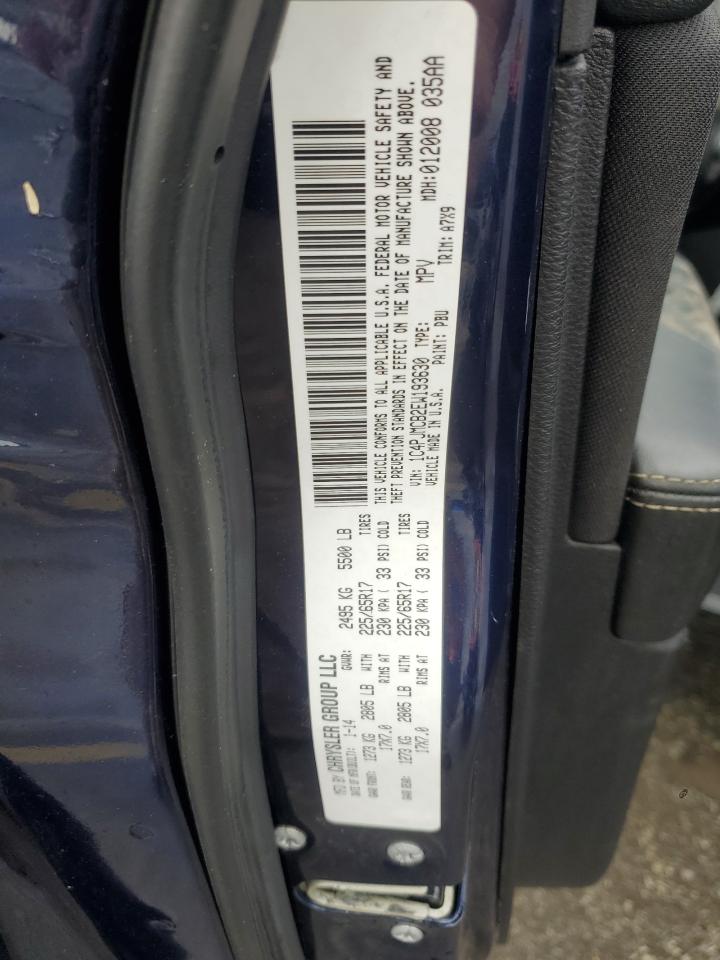 MFD BY CHRYSLER GROUP LLC
DATE OF MFR(BUILT): 1-14 GVWR: 2495 KG 5500 LB
GAWR FRONT: 1273 KG 2805 LB WITH 225/65R17 TIRES
17X7.0 RIMS AT 230 KPA ( 33 PSI) COLD
GAWR REAR: 1273 KG 2805 LB WITH 225/65R17 TIRES
17X7.0 RIMS AT 230 KPA ( 33 PSI) COLD
THIS VEHICLE CONFORMS TO ALL APPLICABLE U.S.A. FEDERAL MOTOR VEHICLE SAFETY AND
THEFT PREVENTION STANDARDS IN EFFECT ON THE DATE OF MANUFACTURE SHOWN ABOVE.
VIN: 1C4PJMCB2EW193630 TYPE: MPV MDH:012008 035AA
VEHICLE MADE IN U.S.A. PAINT: PBU TRIM: A7X9